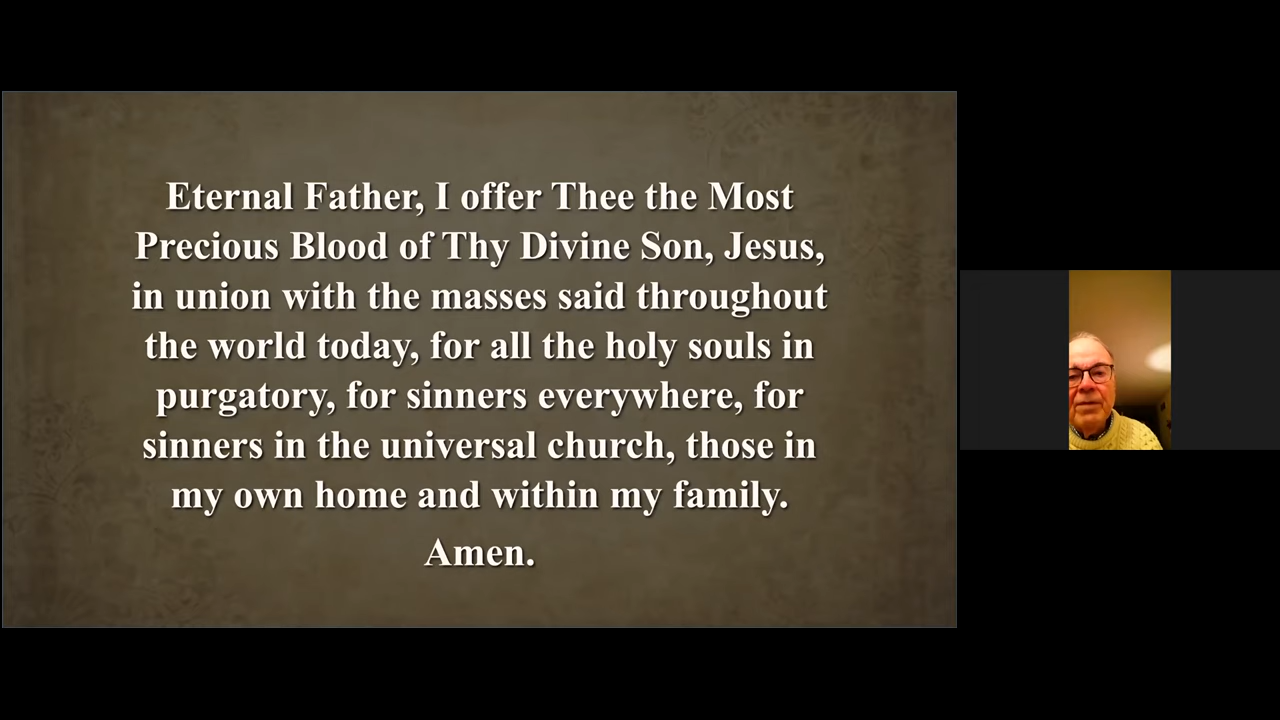 Eternal Father, I offer Thee the Most
Precious Blood of Thy Divine Son, Jesus,
in union with the masses said throughout
the world today, for all the holy souls in
purgatory, for sinners everywhere, for
sinners in the universal church, those in
my own home and within my family.
Amen.